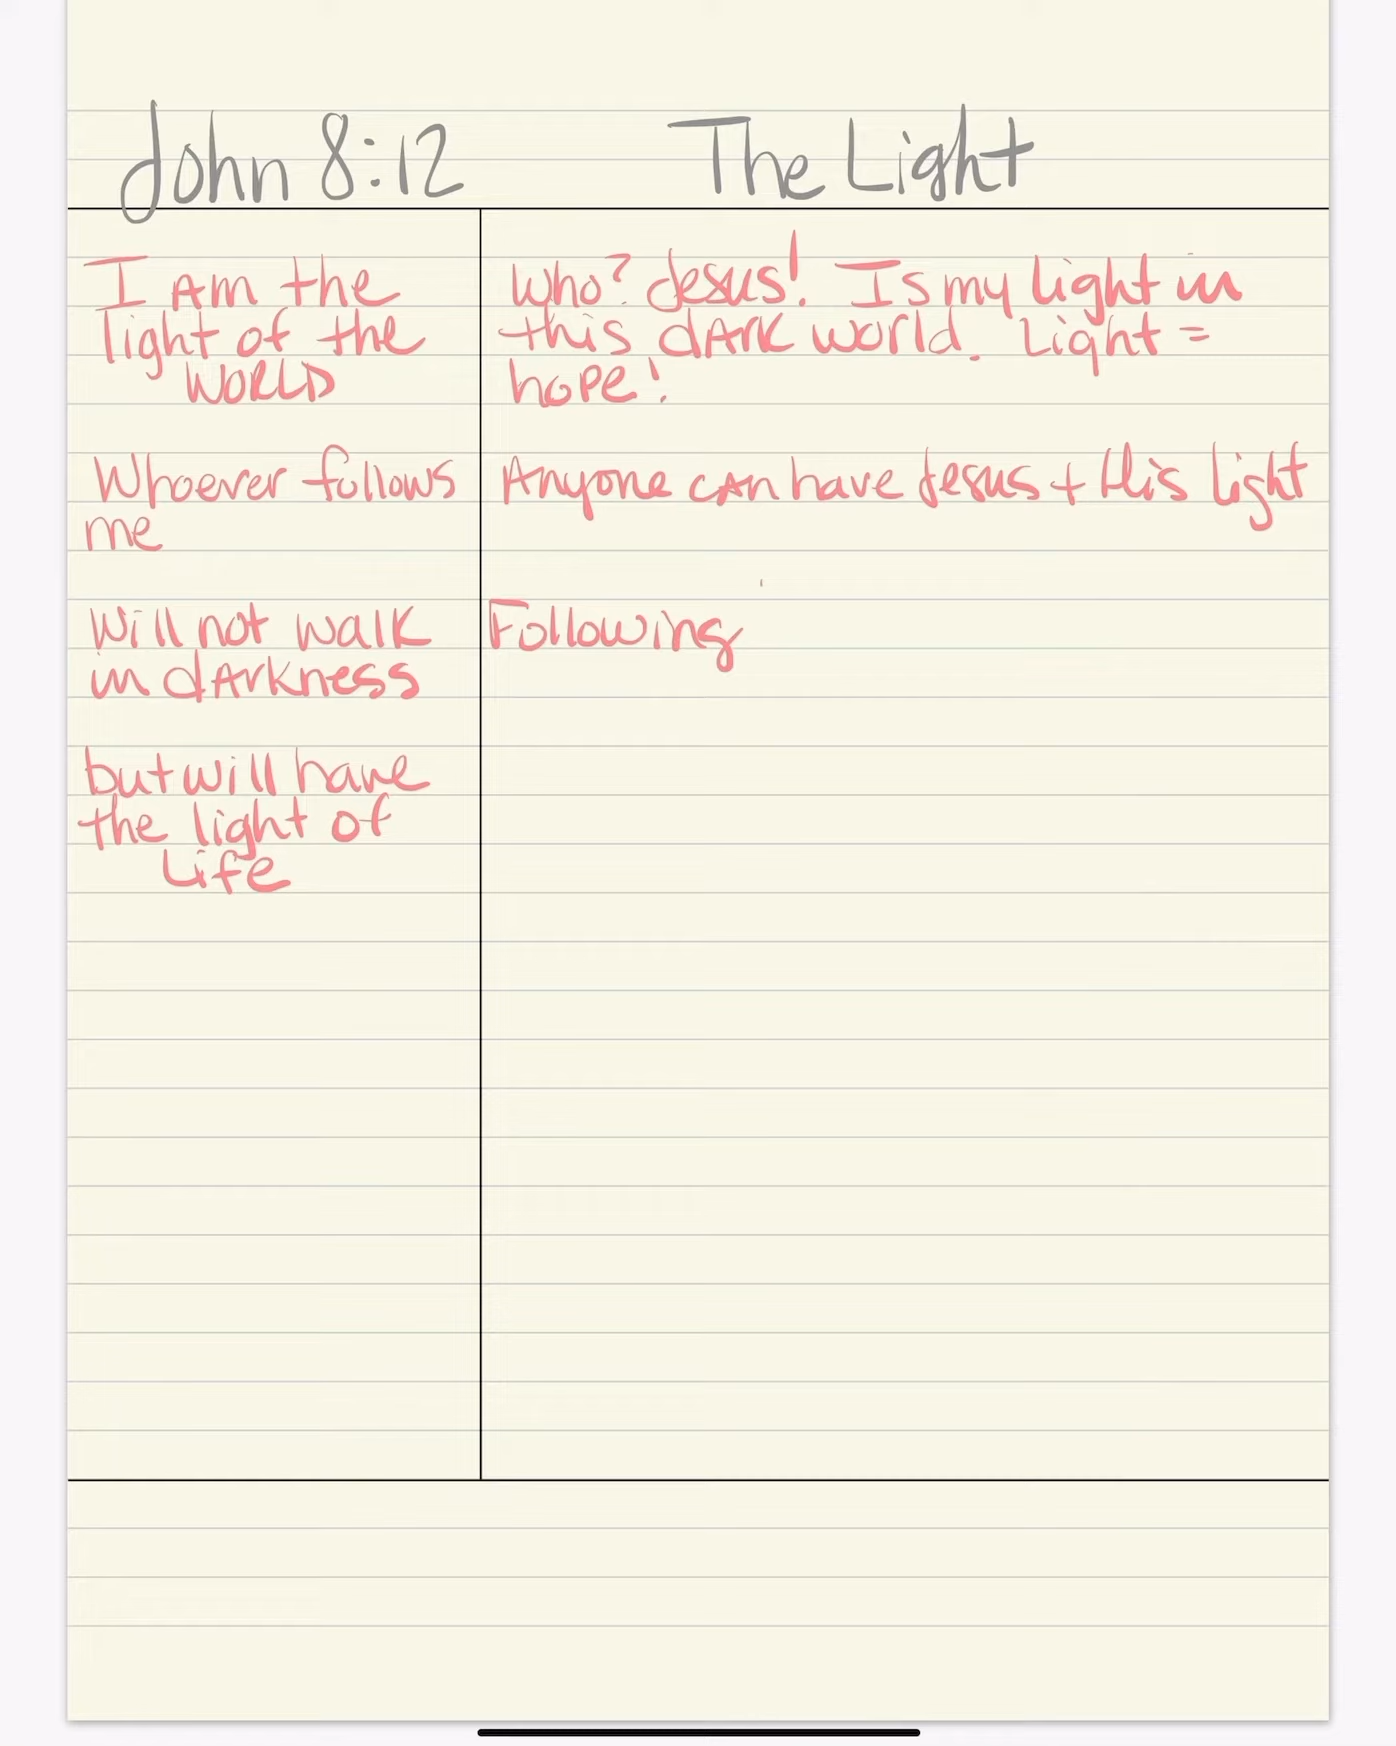 John 8:12 The Light
I AM the
light of the
WORLD
Who? Jesus! Is my light in
this dARK world. Light =
hope!
Whoever follows
me
Anyone cAn have Jesus + His light
Will not walk
in dArkness
Following
but will have
the light of
Life